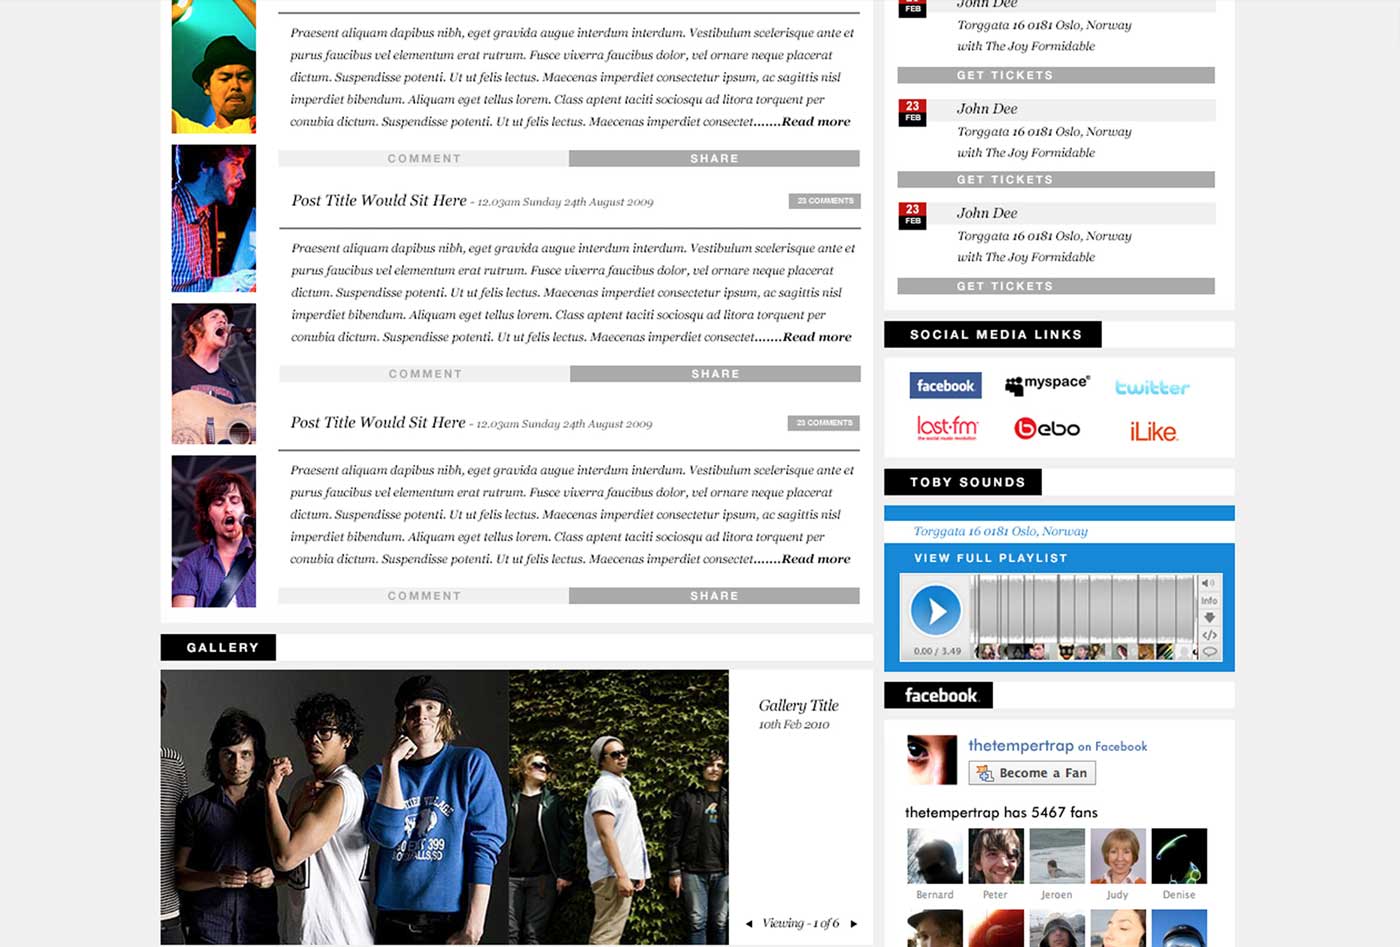 Praesent aliquam dapibus nibh, eget gravida augue interdum interdum. Vestibulum scelerisque ante et
purus faucibus vel elementum erat rutrum. Fusce viverra faucibus dolor, vel ornare neque placerat
dictum. Suspendisse potenti. Ut ut felis lectus. Maecenas imperdiet consectetur ipsum, ac sagittis nisl
imperdiet bibendum. Aliquam eget tellus lorem. Class aptent taciti sociosqu ad litora torquent per
conubia dictum. Suspendisse potenti. Ut ut felis lectus. Maecenas imperdiet consectet.......Read more
COMMENT
SHARE
Post Title Would Sit Here - 12.03am Sunday 24th August 2009
23 COMMENTS
Praesent aliquam dapibus nibh, eget gravida augue interdum interdum. Vestibulum scelerisque ante et
purus faucibus vel elementum erat rutrum. Fusce viverra faucibus dolor, vel ornare neque placerat
dictum. Suspendisse potenti. Ut ut felis lectus. Maecenas imperdiet consectetur ipsum, ac sagittis nisl
imperdiet bibendum. Aliquam eget tellus lorem. Class aptent taciti sociosqu ad litora torquent per
conubia dictum. Suspendisse potenti. Ut ut felis lectus. Maecenas imperdiet consectet.......Read more
COMMENT
SHARE
Post Title Would Sit Here - 12.03am Sunday 24th August 2009
23 COMMENTS
Praesent aliquam dapibus nibh, eget gravida augue interdum interdum. Vestibulum scelerisque ante et
purus faucibus vel elementum erat rutrum. Fusce viverra faucibus dolor, vel ornare neque placerat
dictum. Suspendisse potenti. Ut ut felis lectus. Maecenas imperdiet consectetur ipsum, ac sagittis nisl
imperdiet bibendum. Aliquam eget tellus lorem. Class aptent taciti sociosqu ad litora torquent per
conubia dictum. Suspendisse potenti. Ut ut felis lectus. Maecenas imperdiet consectet.......Read more
COMMENT
SHARE
GALLERY
Gallery Title
10th Feb 2010
Viewing - 1 of 6
FEB
John Dee
Torggata 16 0181 Oslo, Norway
with The Joy Formidable
GET TICKETS
23
FEB
John Dee
Torggata 16 0181 Oslo, Norway
with The Joy Formidable
GET TICKETS
23
FEB
John Dee
Torggata 16 0181 Oslo, Norway
with The Joy Formidable
GET TICKETS
SOCIAL MEDIA LINKS
facebook
myspace
twitter
last·fm
the social music revolution
bebo
iLike
TOBY SOUNDS
Torggata 16 0181 Oslo, Norway
VIEW FULL PLAYLIST
Info
0.00 / 3.49
facebook
thetempertrap on Facebook
Become a Fan
thetempertrap has 5467 fans
Bernard
Peter
Jeroen
Judy
Denise